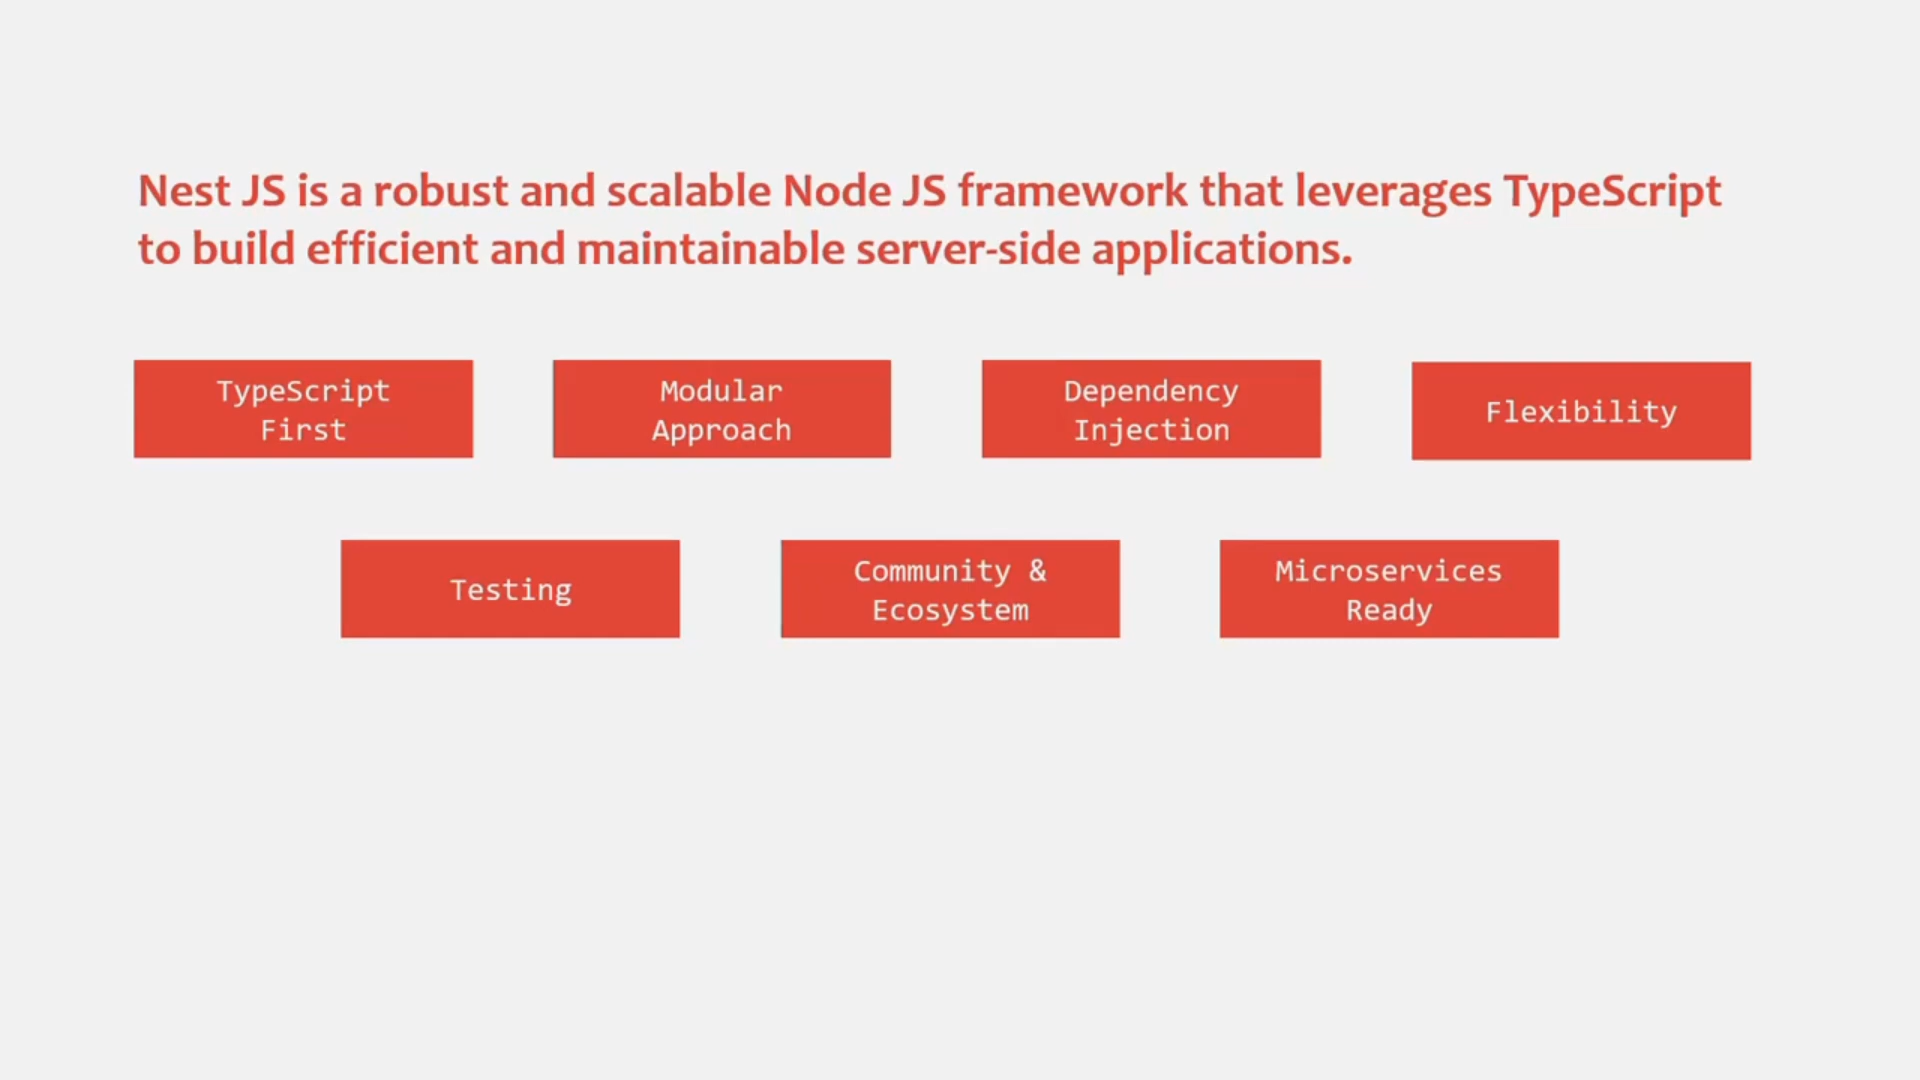 Nest JS is a robust and scalable Node JS framework that leverages TypeScript
to build efficient and maintainable server-side applications.
TypeScript
First
Modular
Approach
Dependency
Injection
Flexibility
Testing
Community &
Ecosystem
Microservices
Ready